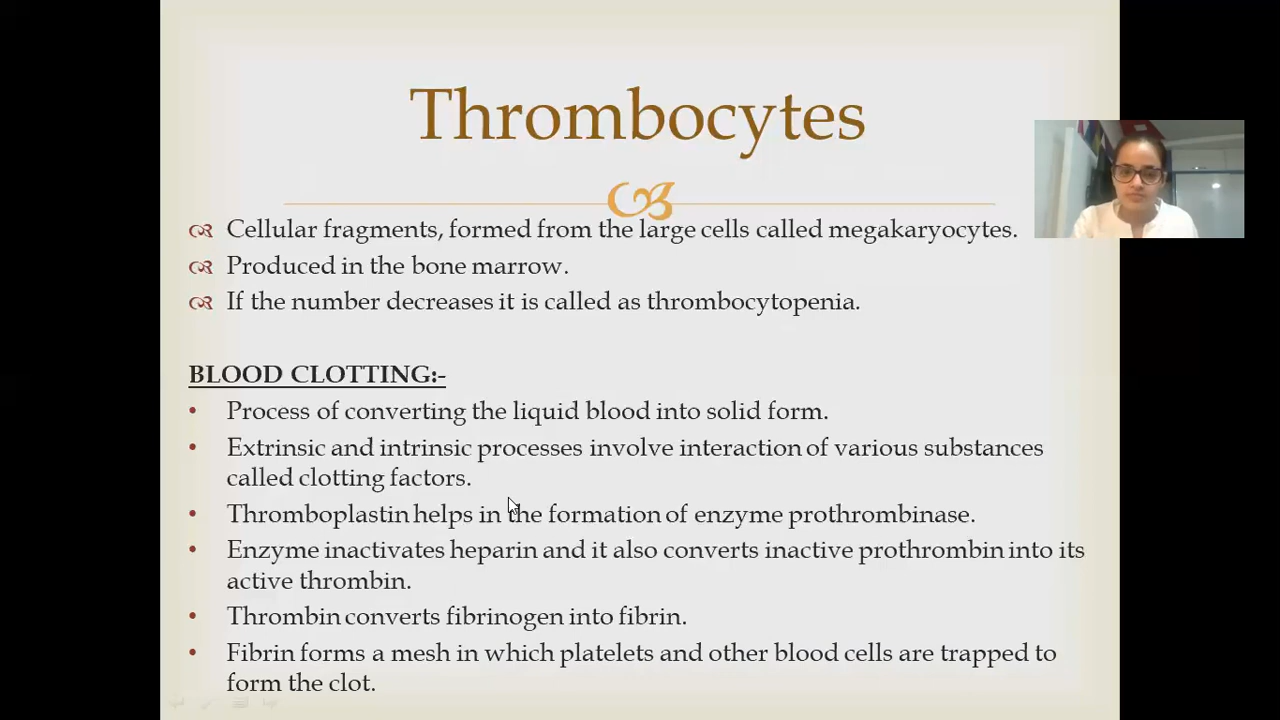 Thrombocytes
Cellular fragments, formed from the large cells called megakaryocytes.
Produced in the bone marrow.
If the number decreases it is called as thrombocytopenia.
BLOOD CLOTTING:-
• Process of converting the liquid blood into solid form.
• Extrinsic and intrinsic processes involve interaction of various substances
called clotting factors.
• Thromboplastin helps in the formation of enzyme prothrombinase.
• Enzyme inactivates heparin and it also converts inactive prothrombin into its
active thrombin.
• Thrombin converts fibrinogen into fibrin.
• Fibrin forms a mesh in which platelets and other blood cells are trapped to
form the clot.